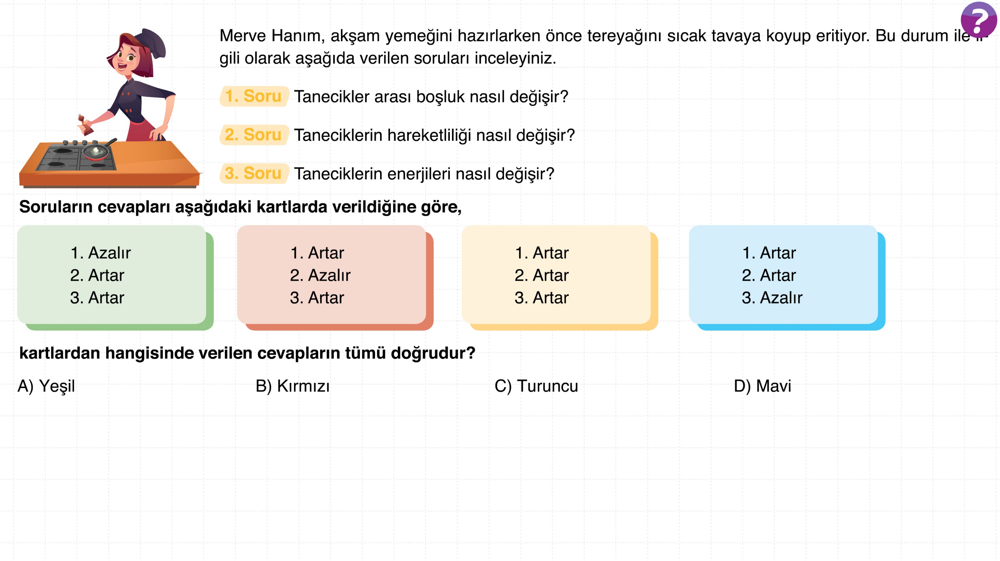 ?
Merve Hanım, akşam yemeğini hazırlarken önce tereyağını sıcak tavaya koyup eritiyor. Bu durum ile il-
gili olarak aşağıda verilen soruları inceleyiniz.
1. Soru Tanecikler arası boşluk nasıl değişir?
2. Soru Taneciklerin hareketliliği nasıl değişir?
3. Soru Taneciklerin enerjileri nasıl değişir?
Soruların cevapları aşağıdaki kartlarda verildiğine göre,
1. Azalır
2. Artar
3. Artar
1. Artar
2. Azalır
3. Artar
1. Artar
2. Artar
3. Artar
1. Artar
2. Artar
3. Azalır
kartlardan hangisinde verilen cevapların tümü doğrudur?
A) Yeşil
B) Kırmızı
C) Turuncu
D) Mavi